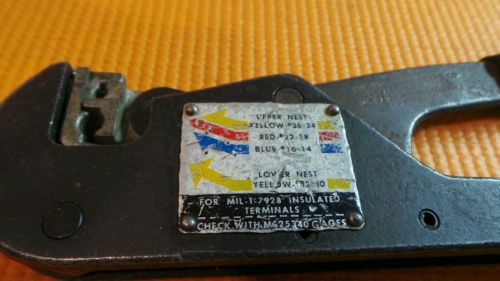 UPPER NEST
YELLOW-#26-24
RED-#22-18
BLUE-#16-14
LOWER NEST
YELLOW-#12-10
FOR MIL-T-7928 INSULATED
TERMINALS
CHECK WITH MS25240 GAGES